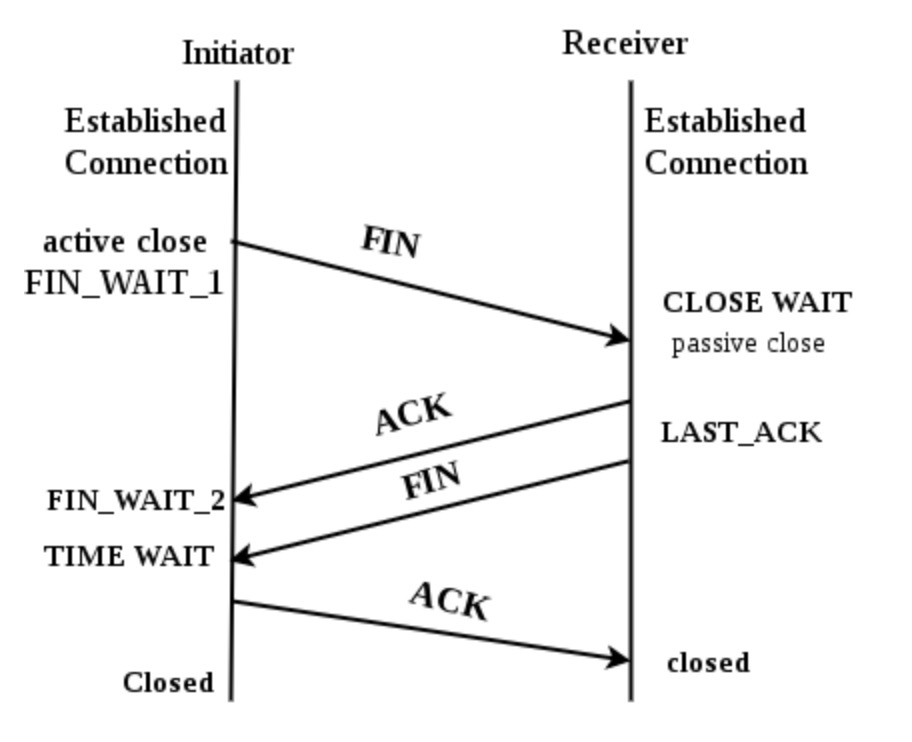 Initiator
Receiver
Established
Connection
Established
Connection
active close
FIN_WAIT_1
FIN
CLOSE WAIT
passive close
ACK
LAST_ACK
FIN
FIN_WAIT_2
TIME WAIT
ACK
closed
Closed